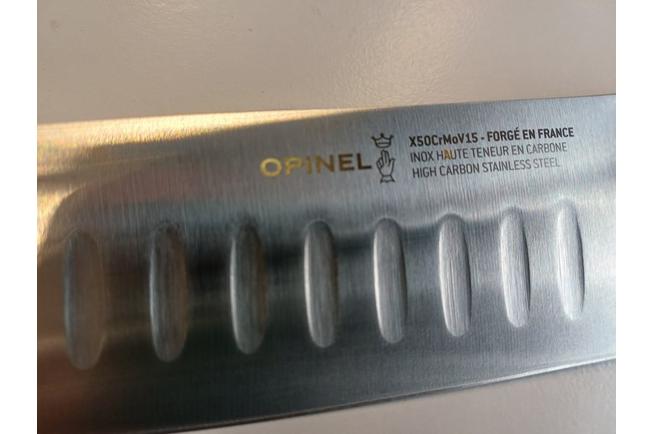 OPINEL
X50CrMoV15 - FORGÉ EN FRANCE
INOX HAUTE TENEUR EN CARBONE
HIGH CARBON STAINLESS STEEL